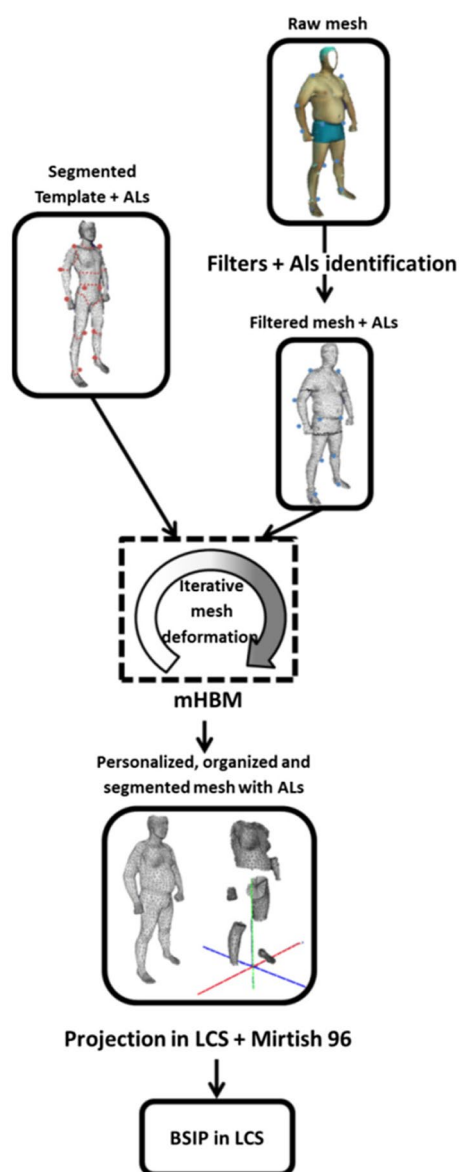 Raw mesh
Segmented
Template + ALs
Filters + Als identification
Filtered mesh + ALs
Iterative
mesh
deformation
mHBM
Personalized, organized and
segmented mesh with ALs
Projection in LCS + Mirtish 96
BSIP in LCS